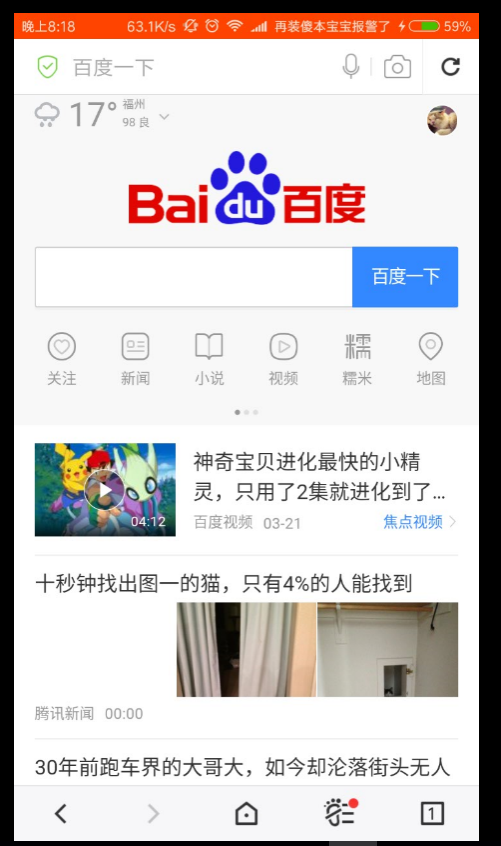 晚上8:18 63.1K/s 再装傻本宝宝报警了 59%
百度一下
17° 福州
98 良
Bai du 百度
百度一下
糯
关注 新闻 小说 视频 糯米 地图
神奇宝贝进化最快的小精
灵，只用了2集就进化到了...
04:12
百度视频 03-21 焦点视频
十秒钟找出图一的猫，只有4%的人能找到
腾讯新闻 00:00
30年前跑车界的大哥大，如今却沦落街头无人
1